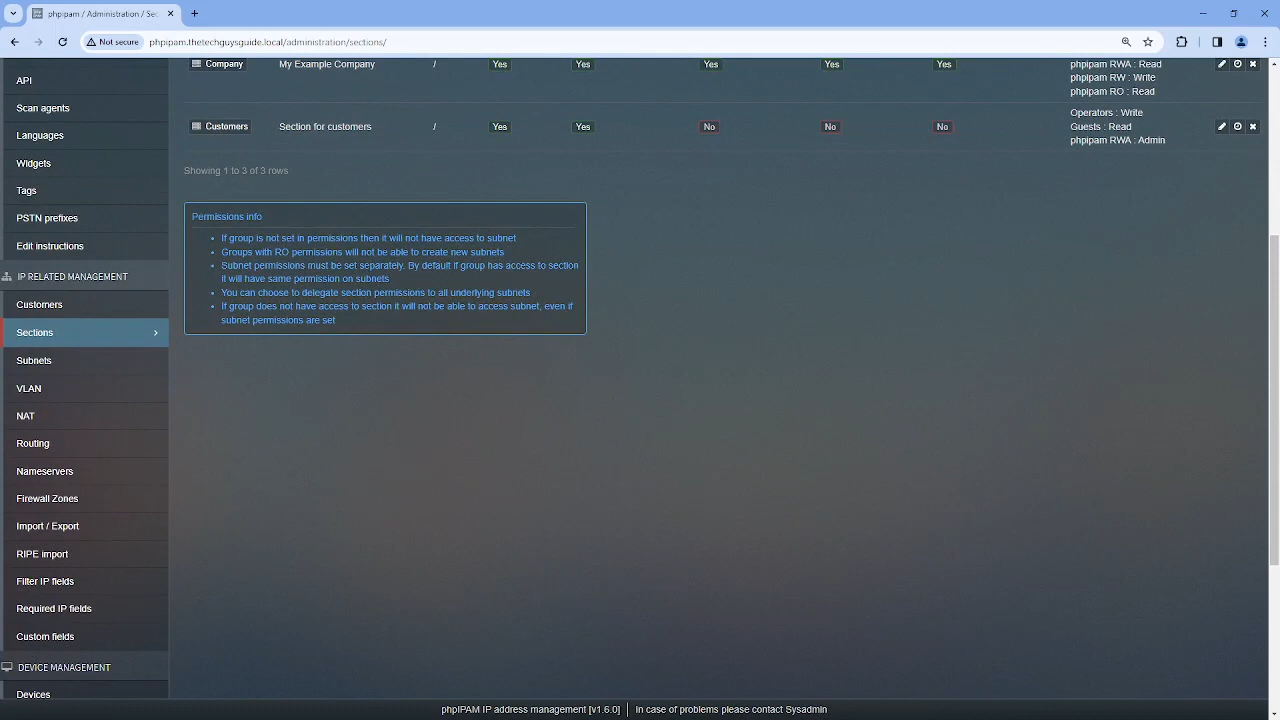 phpipam / Sections / Set sec
Not secure
phpipam.thetechguysguide.local/administration/sections/
API
Scan agents
Languages
Widgets
Tags
PSTN prefixes
Edit instructions
IP RELATED MANAGEMENT
Customers
Sections
Subnets
VLAN
NAT
Routing
Nameservers
Firewall Zones
Import / Export
RIPE import
Filter IP fields
Required IP fields
Custom fields
DEVICE MANAGEMENT
Devices
Company My Example Company / Yes Yes Yes Yes Yes phpipam RWA : Read
phpipam RW : Write
phpipam RO : Read
Customers Section for customers / Yes Yes No No No Operators : Write
Guests : Read
phpipam RWA : Admin
Showing 1 to 3 of 3 rows
Permissions info
If group is not set in permissions then it will not have access to subnet
Groups with RO permissions will not be able to create new subnets
Subnet permissions must be set separately. By default if group has access to section
it will have same permission on subnets
You can choose to delegate section permissions to all underlying subnets
If group does not have access to section it will not be able to access subnet, even if
subnet permissions are set
phpIPAM IP address management [v1.6.0] In case of problems please contact Sysadmin